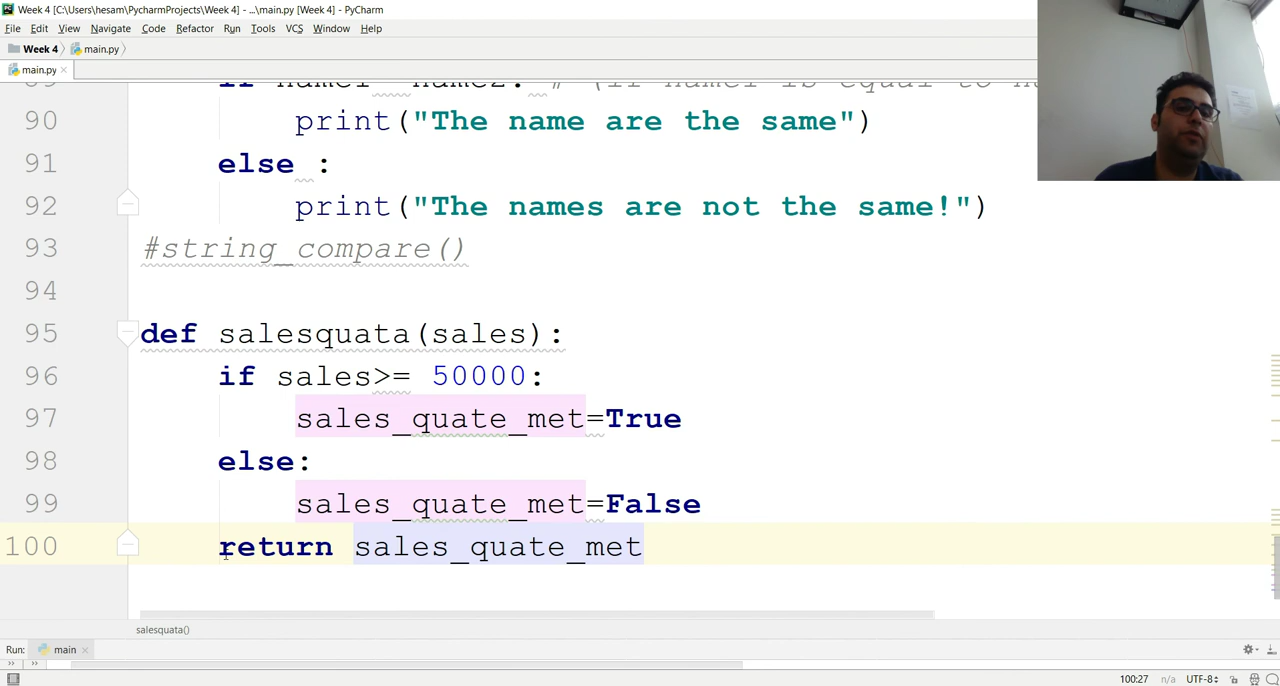 Week 4 [C:\Users\hesam\PycharmProjects\Week 4] - ...\main.py [Week 4] - PyCharm
File Edit View Navigate Code Refactor Run Tools VCS Window Help
Week 4 main.py
main.py
90 print("The name are the same")
91 else :
92 print("The names are not the same!")
93 #string_compare()
94
95 def salesquata(sales):
96 if sales>= 50000:
97 sales_quate_met=True
98 else:
99 sales_quate_met=False
100 return sales_quate_met
salesquata()
Run: main
100:27 n/a UTF-8